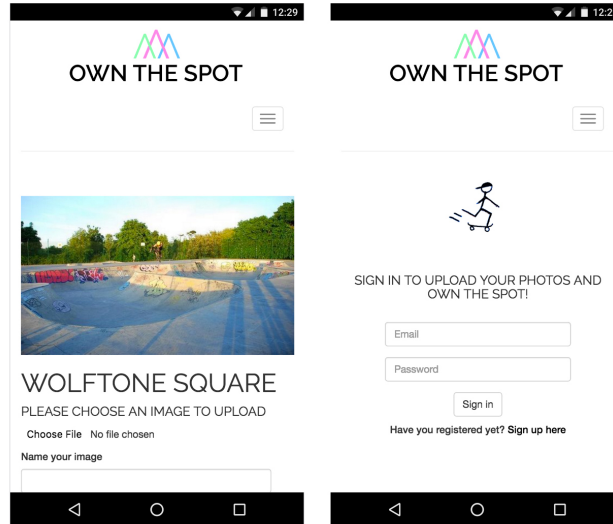 12:29
OWN THE SPOT
WOLFTONE SQUARE
PLEASE CHOOSE AN IMAGE TO UPLOAD
Choose File No file chosen
Name your image
12:2
OWN THE SPOT
SIGN IN TO UPLOAD YOUR PHOTOS AND
OWN THE SPOT!
Email
Password
Sign in
Have you registered yet? Sign up here